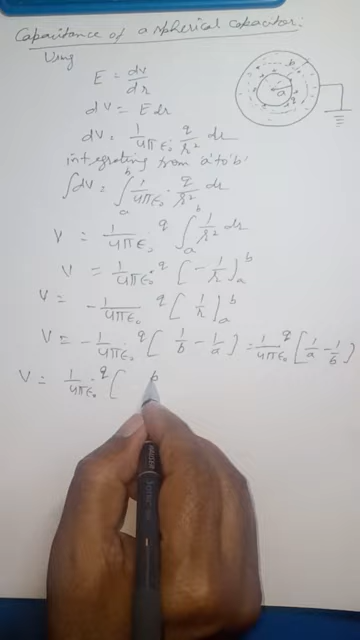 Capacitance of a spherical capacitor:
Using
E = dv/dr
dv = E dr
dv = 1/4πε₀ · q/r² dr
integrating from 'a' to 'b'
∫dv = ∫ₐᵇ 1/4πε₀ · q/r² dr
V = 1/4πε₀ q ∫ₐᵇ 1/r² dr
V = 1/4πε₀ · q [-1/r]ₐᵇ
V = -1/4πε₀ q [1/r]ₐᵇ
V = -1/4πε₀ · q [1/b - 1/a] = 1/4πε₀ q [1/a - 1/b]
V = 1/4πε₀ · q [ b
b
a